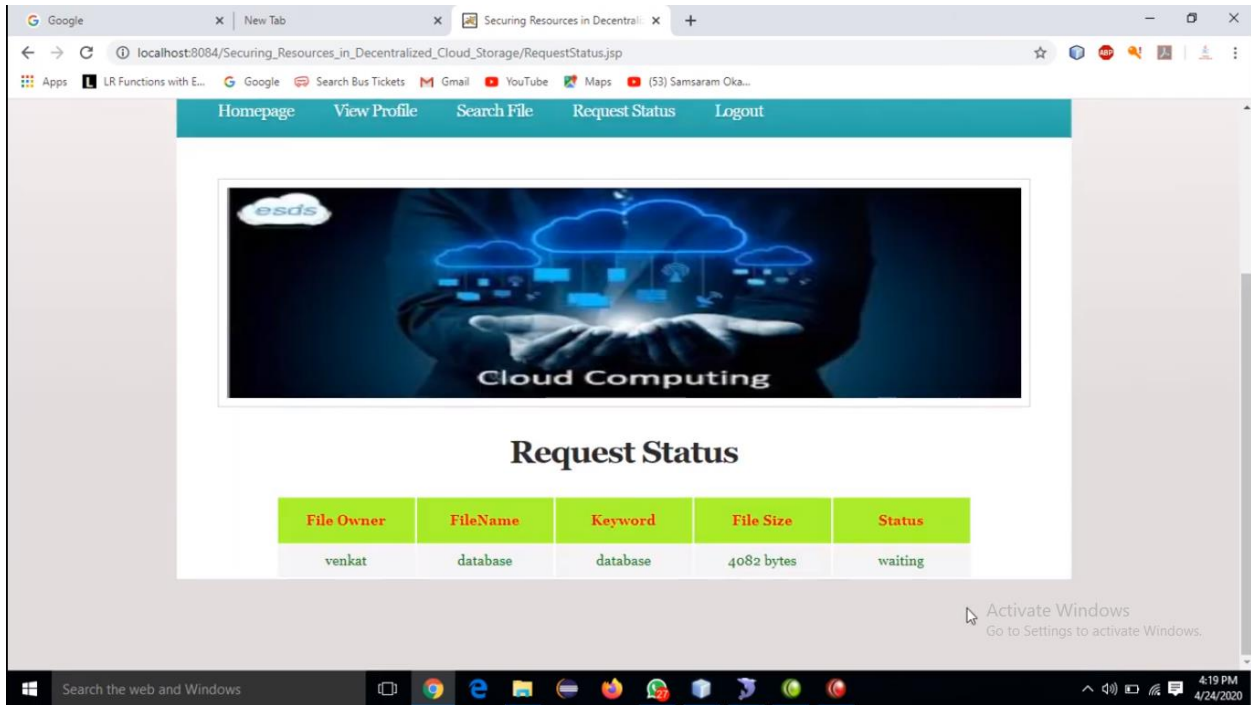 Google
New Tab
Securing Resources in Decentrali
localhost:8084/Securing_Resources_in_Decentralized_Cloud_Storage/RequestStatus.jsp
ABP
Apps L LR Functions with E... Google Search Bus Tickets Gmail YouTube Maps (53) Samsaram Oka...
Homepage View Profile Search File Request Status Logout
esds
Cloud Computing
Request Status
File Owner FileName Keyword File Size Status
venkat database database 4082 bytes waiting
Activate Windows
Go to Settings to activate Windows.
Search the web and Windows
27
4:19 PM
4/24/2020